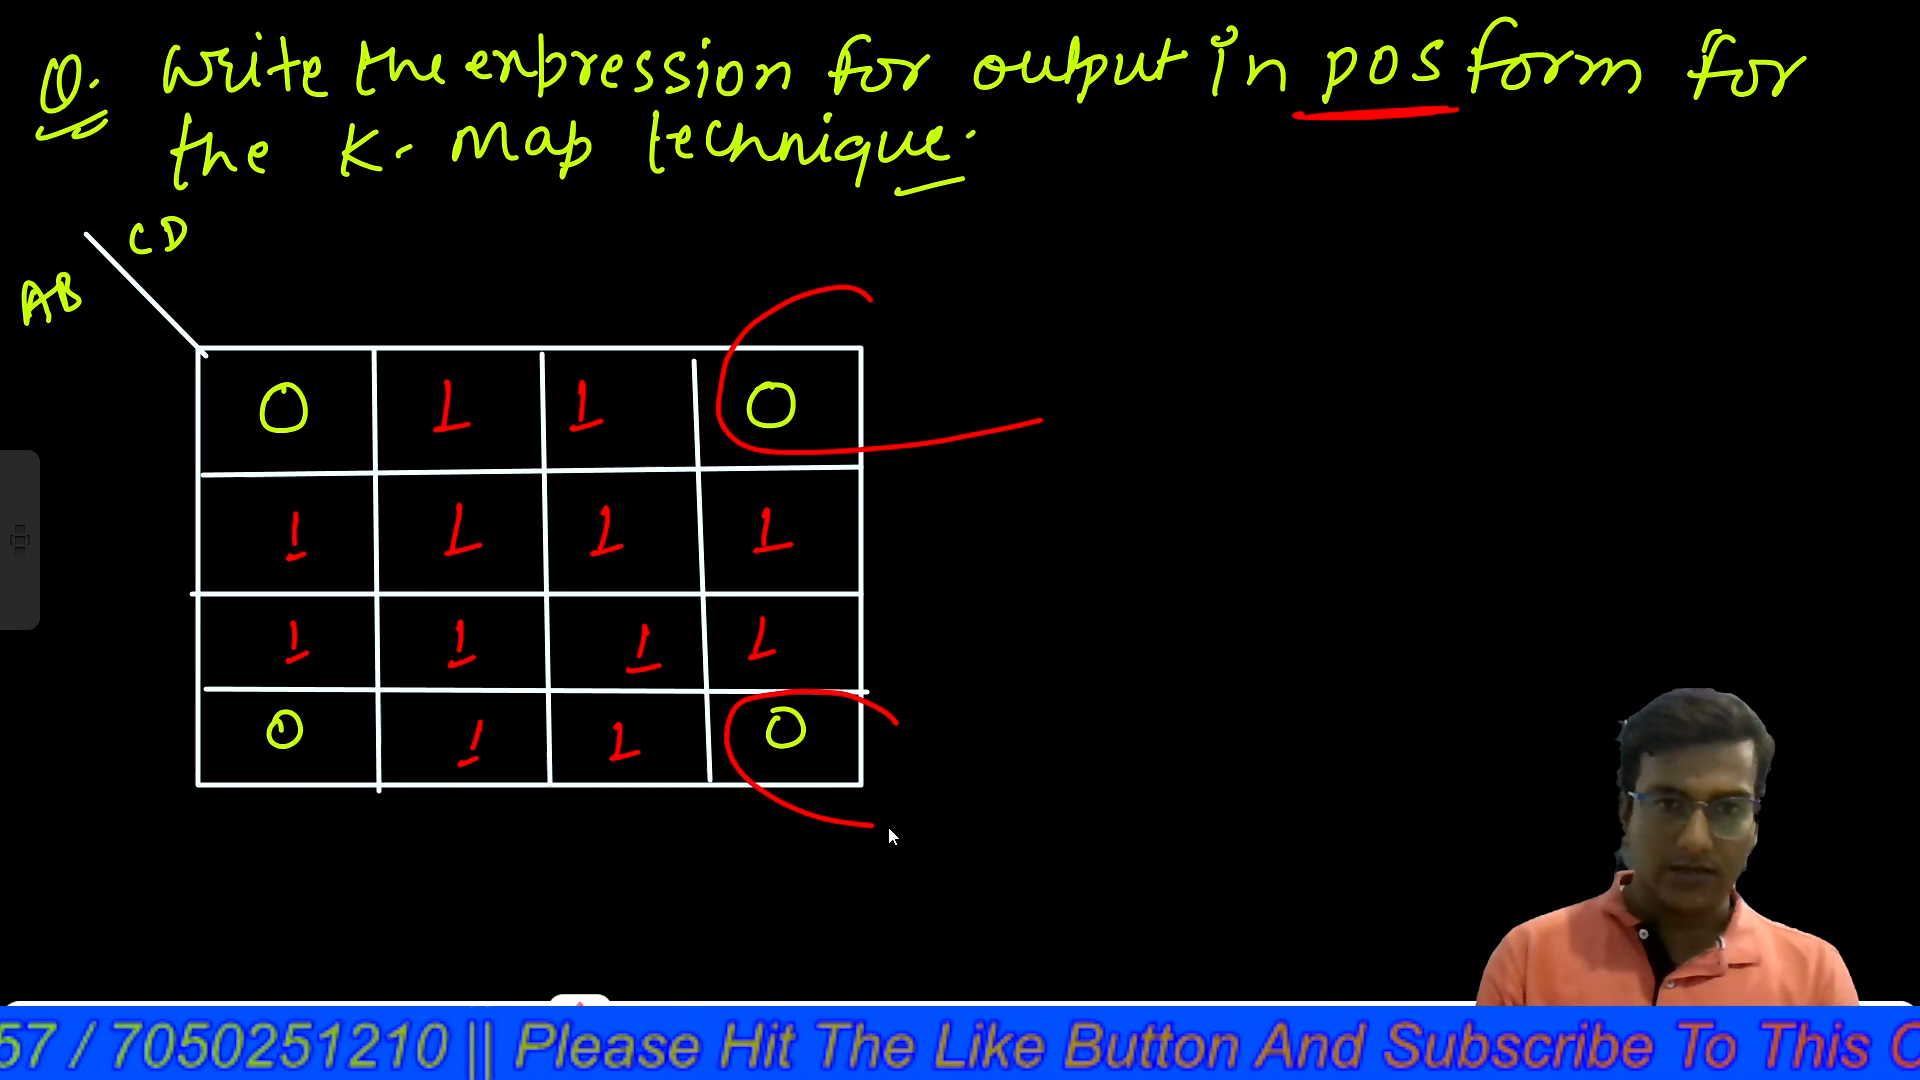 Q. Write the expression for output in POS form for
the K-Map technique.
CD
AB
0 1 1 0
1 1 1 1
1 1 1 1
0 1 1 0
57 / 7050251210 || Please Hit The Like Button And Subscribe To This C